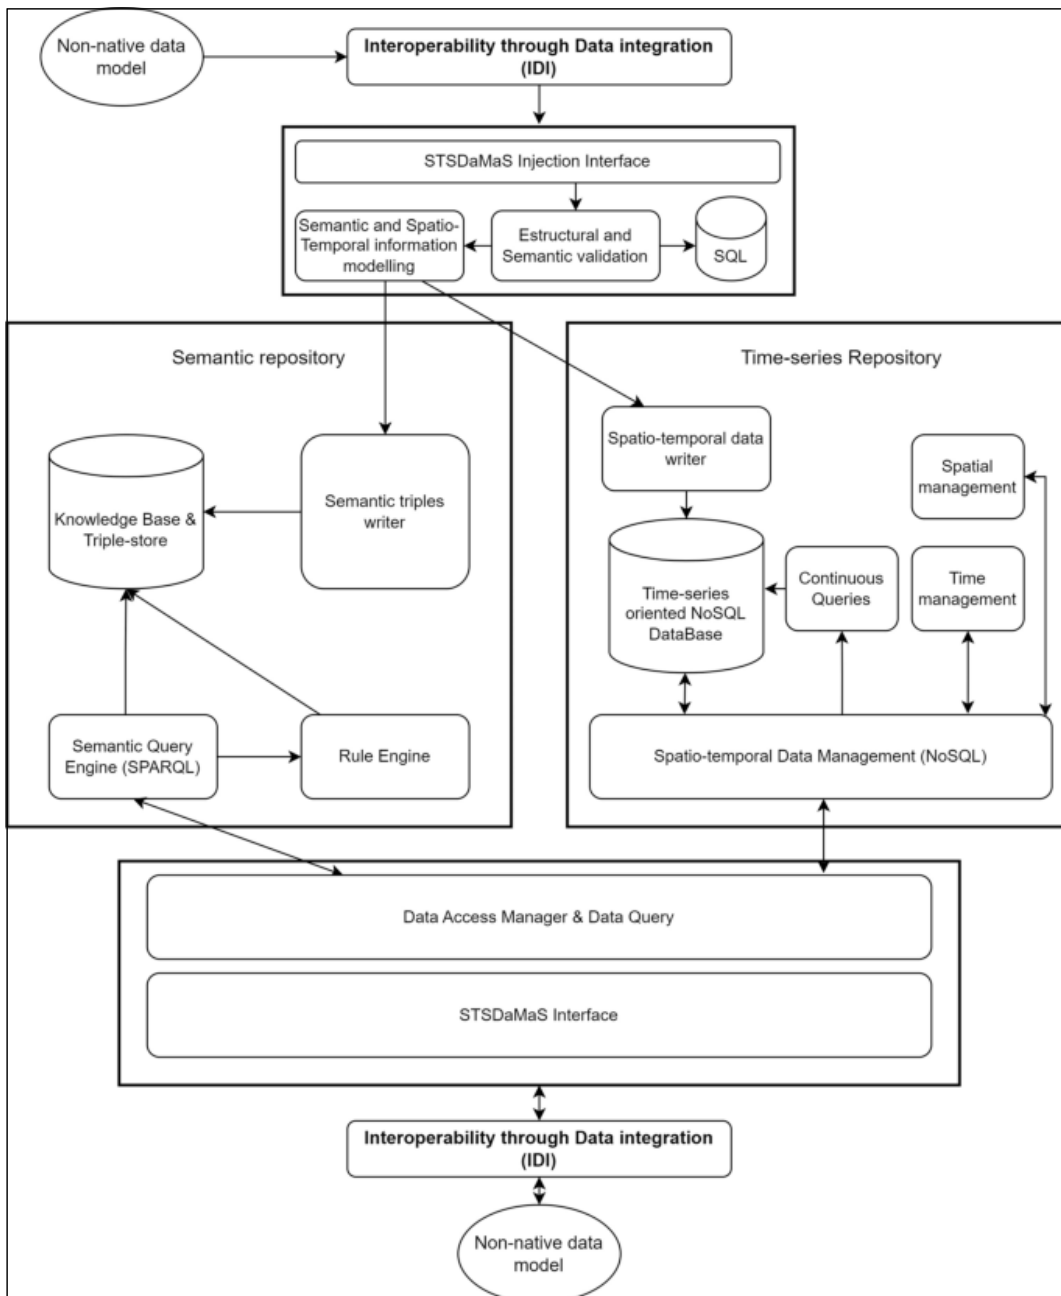 Non-native data
model
Interoperability through Data integration
(IDI)
STSDaMaS Injection Interface
Semantic and Spatio-
Temporal information
modelling
Estructural and
Semantic validation
SQL
Semantic repository
Time-series Repository
Knowledge Base &
Triple-store
Semantic triples
writer
Spatio-temporal data
writer
Spatial
management
Time-series
oriented NoSQL
DataBase
Continuous
Queries
Time
management
Semantic Query
Engine (SPARQL)
Rule Engine
Spatio-temporal Data Management (NoSQL)
Data Access Manager & Data Query
STSDaMaS Interface
Interoperability through Data integration
(IDI)
Non-native data
model